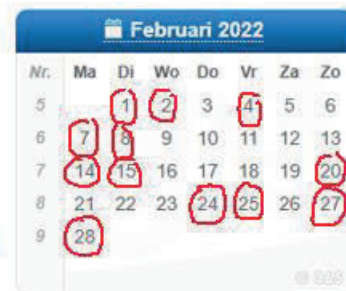 Februari 2022
Nr. Ma Di Wo Do Vr Za Zo
5 1 2 3 4 5 6
6 7 8 9 10 11 12 13
7 14 15 16 17 18 19 20
8 21 22 23 24 25 26 27
9 28
© 365